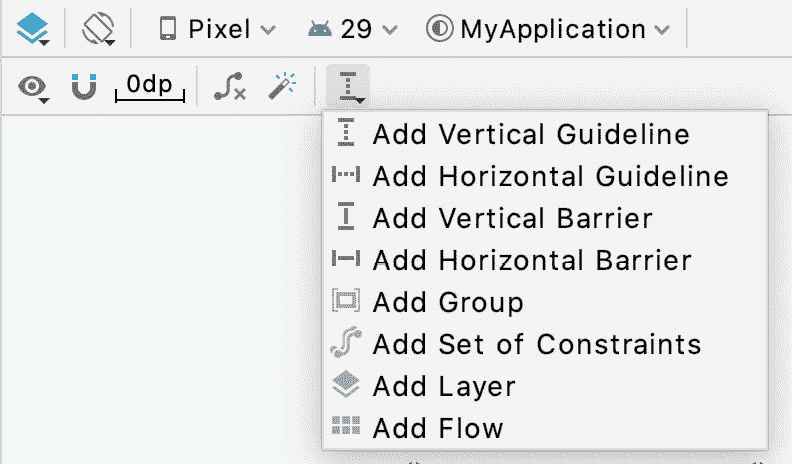 Pixel 29 MyApplication
0dp
Add Vertical Guideline
Add Horizontal Guideline
Add Vertical Barrier
Add Horizontal Barrier
Add Group
Add Set of Constraints
Add Layer
Add Flow